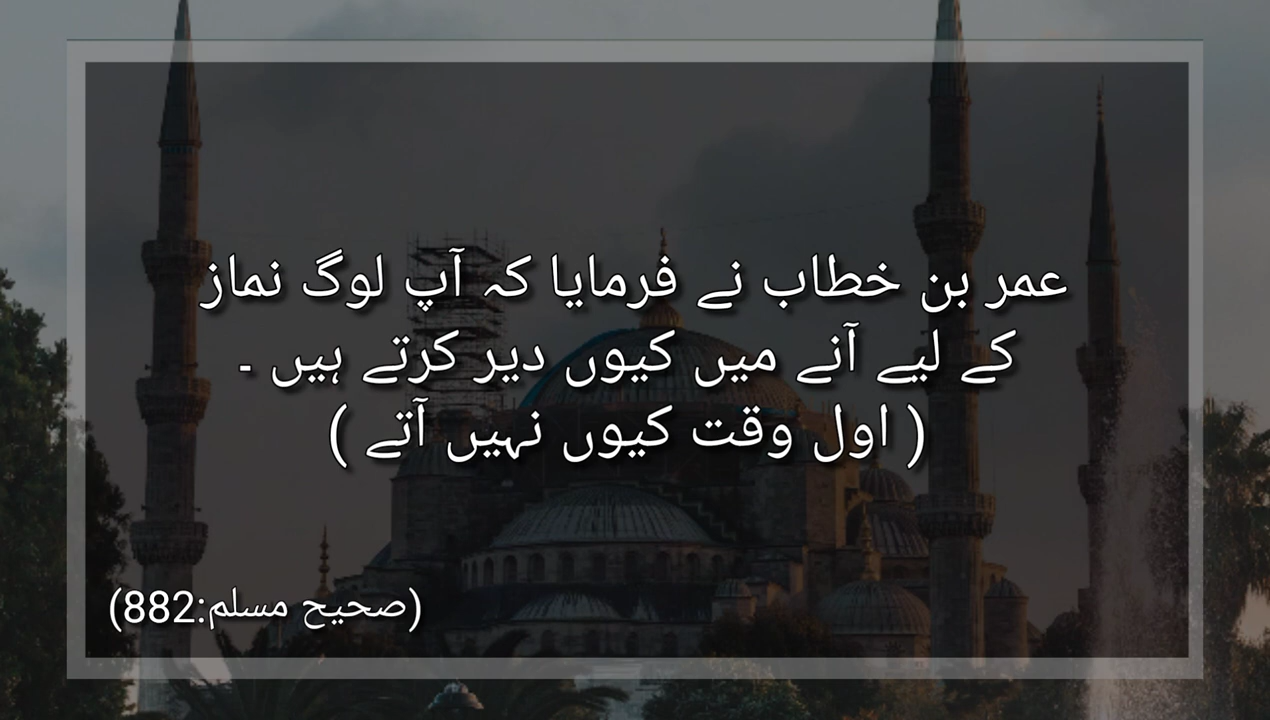 عمر بن خطاب نے فرمایا کہ آپ لوگ نماز
کے لیے آنے میں کیوں دیر کرتے ہیں ۔
( اول وقت کیوں نہیں آتے )
(صحیح مسلم:882)